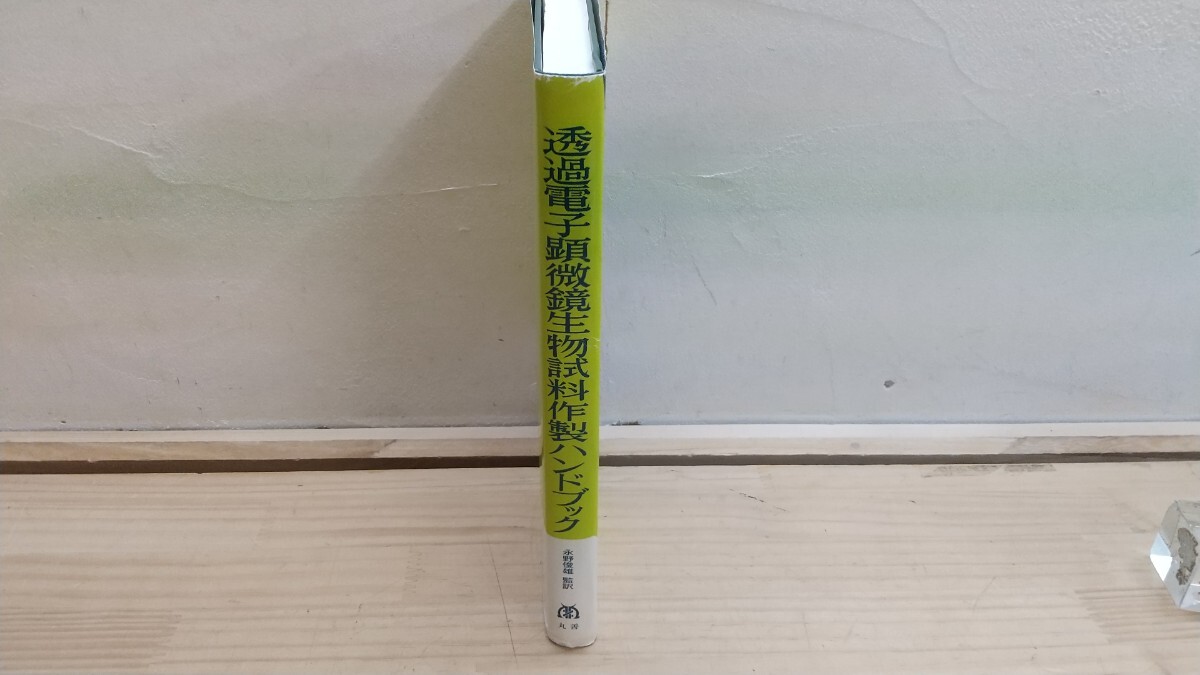 透過電子顕微鏡生物試料作製ハンドブック
永野俊雄 監訳
丸善